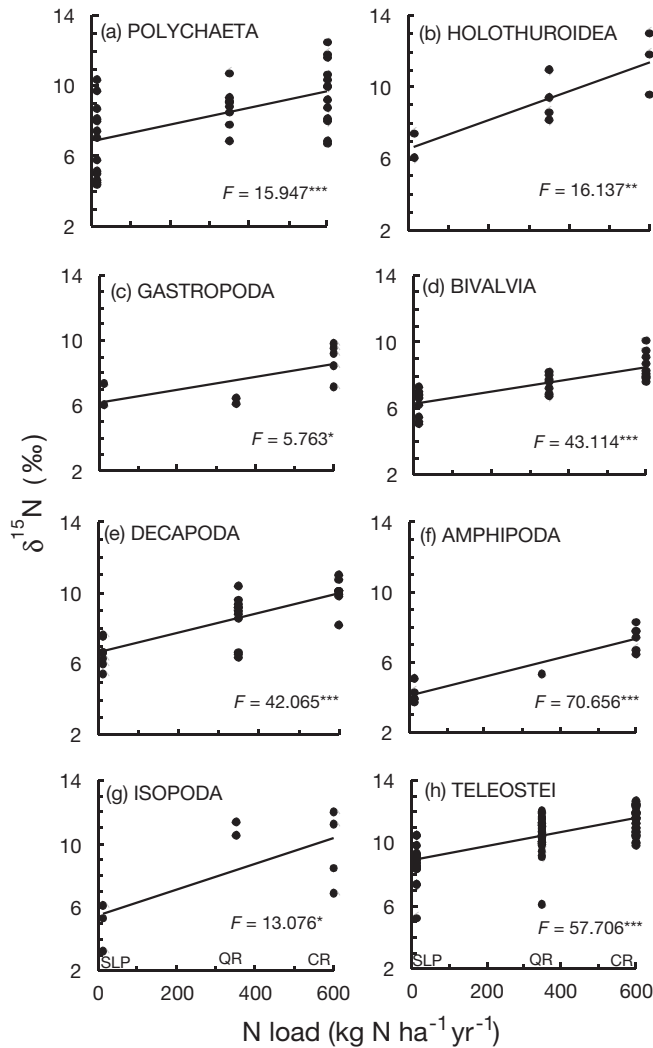 (a) POLYCHAETA
14
10
6
2
F = 15.947***
(b) HOLOTHUROIDEA
14
10
6
2
F = 16.137**
(c) GASTROPODA
14
10
6
2
F = 5.763*
(d) BIVALVIA
14
10
6
2
F = 43.114***
δ15N (‰)
(e) DECAPODA
14
10
6
2
F = 42.065***
(f) AMPHIPODA
14
10
6
2
F = 70.656***
(g) ISOPODA
14
10
6
2
F = 13.076*
SLP QR CR
0 200 400 600
(h) TELEOSTEI
14
10
6
2
F = 57.706***
SLP QR CR
0 200 400 600
N load (kg N ha–1 yr–1)